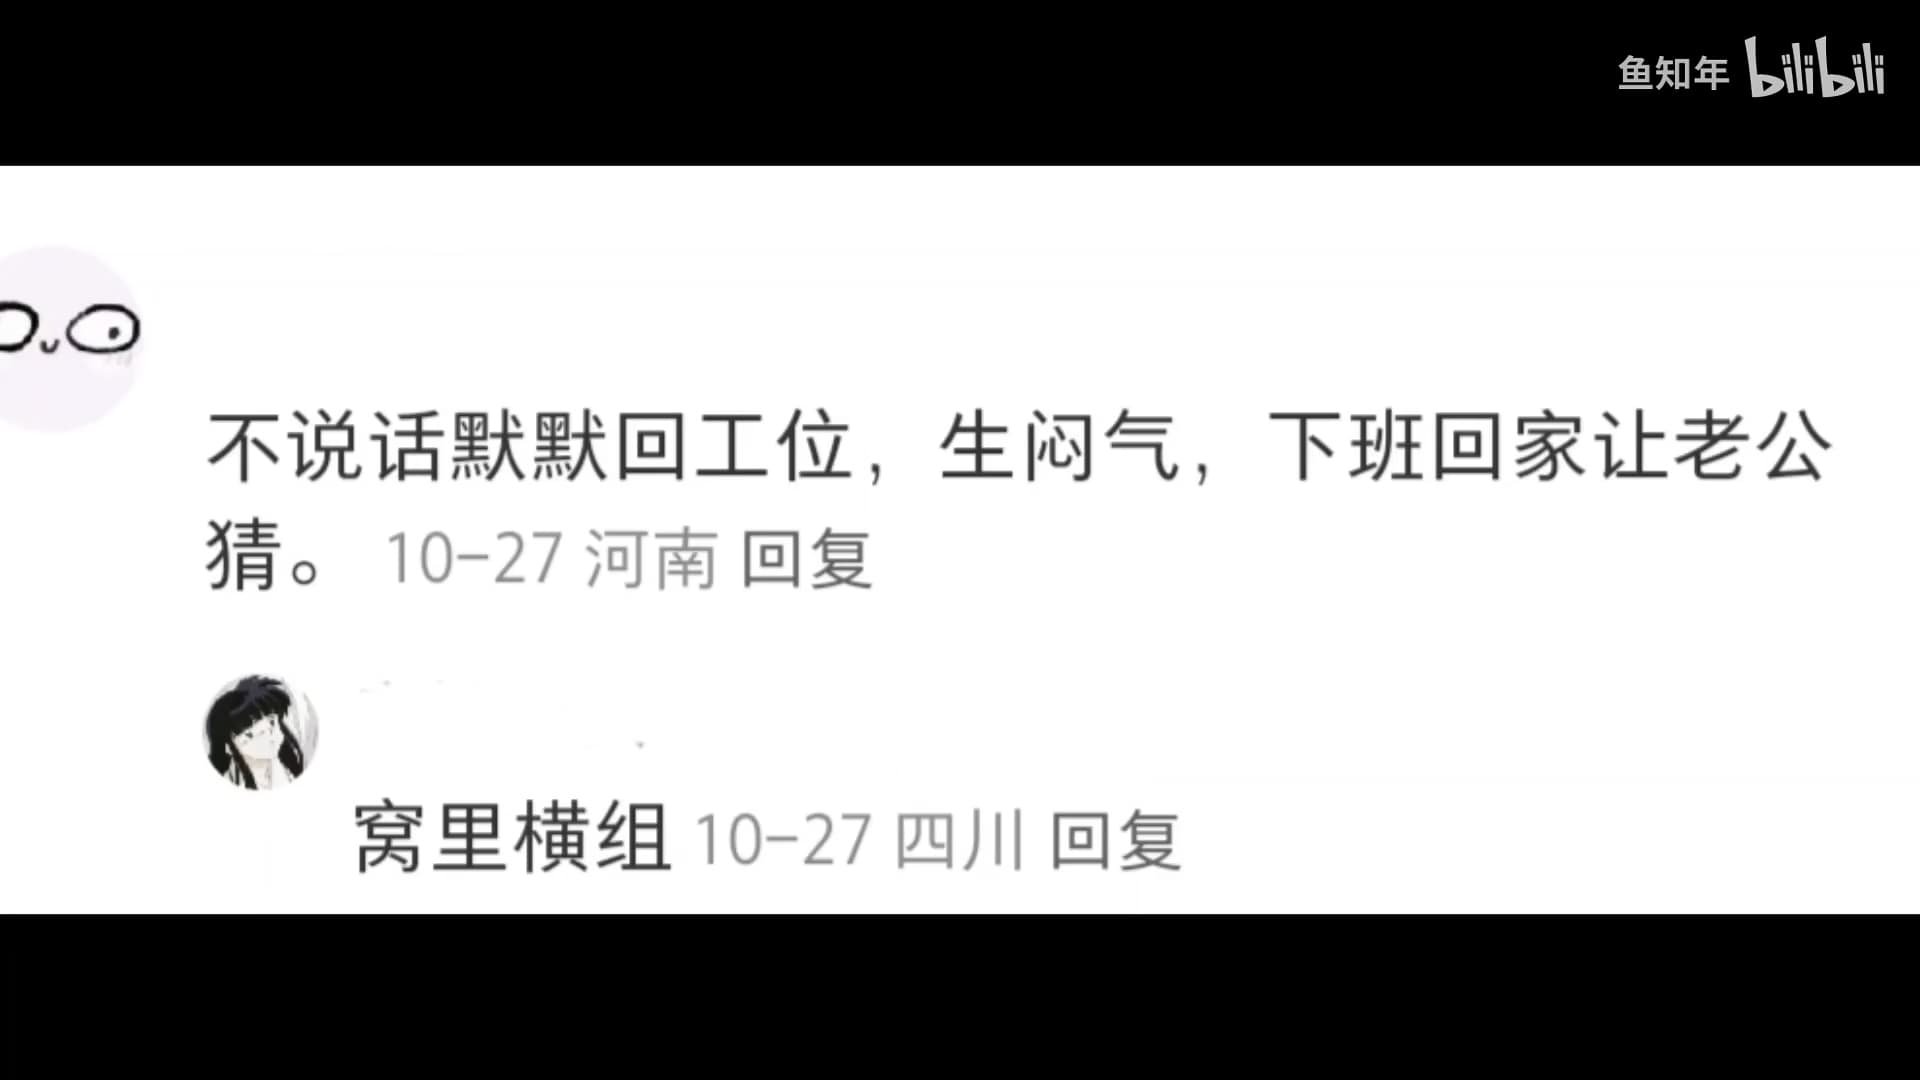 鱼知年 bilibili
不说话默默回工位，生闷气，下班回家让老公
猜。 10-27 河南 回复
窝里横组 10-27 四川 回复